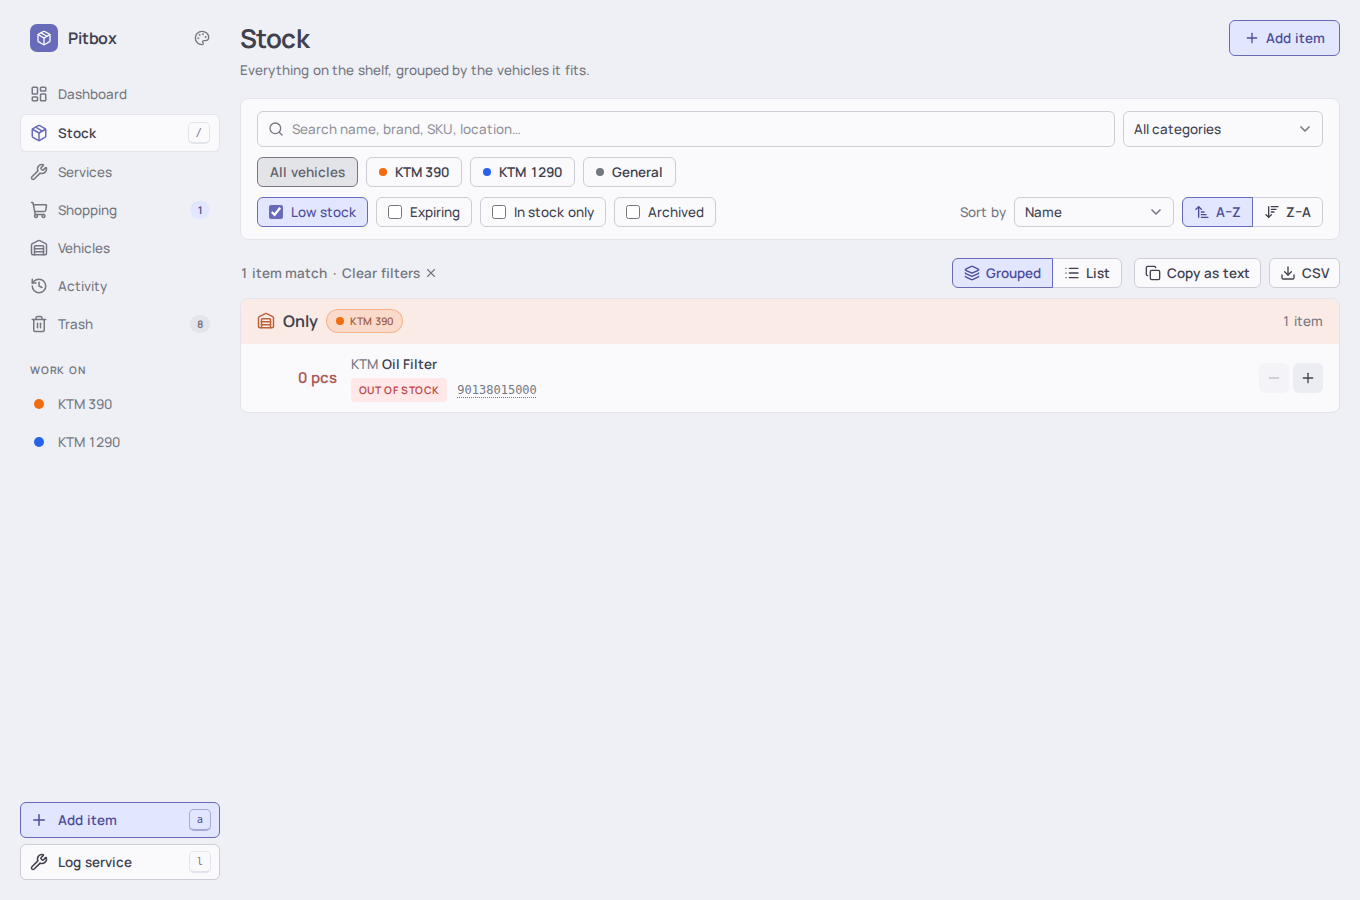 Pitbox
Dashboard
Stock /
Services
Shopping 1
Vehicles
Activity
Trash 8
WORK ON
KTM 390
KTM 1290
Add item a
Log service l
Stock
Add item
Everything on the shelf, grouped by the vehicles it fits.
Search name, brand, SKU, location...
All categories
All vehicles KTM 390 KTM 1290 General
Low stock Expiring In stock only Archived Sort by Name A–Z Z–A
1 item match · Clear filters Grouped List Copy as text CSV
Only KTM 390 1 item
0 pcs
KTM Oil Filter
OUT OF STOCK 90138015000